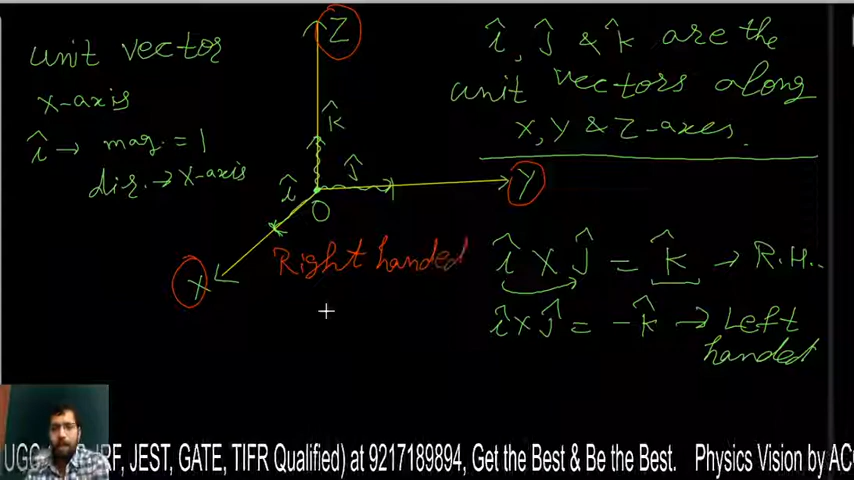 unit vector
x-axis
î → mag. = 1
dir. → x-axis
Z
k̂
ĵ
î
O
Y
X
Right handed
î, ĵ & k̂ are the
unit vectors along
X, Y & Z-axes.
î X ĵ = k̂ → R.H..
î x ĵ = -k̂ → Left
handed
RF, JEST, GATE, TIFR Qualified) at 9217189894, Get the Best & Be the Best. Physics Vision by